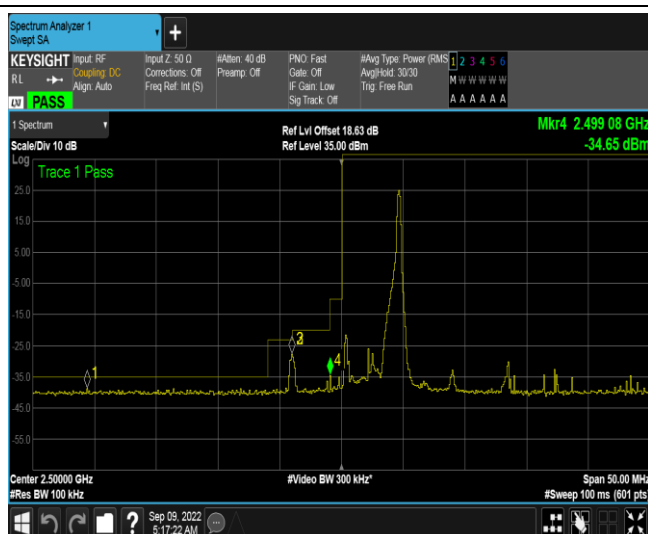 Spectrum Analyzer 1
Swept SA
KEYSIGHT Input: RF Input Z: 50 Ω #Atten: 40 dB PNO: Fast #Avg Type: Power (RMS 1 2 3 4 5 6
RL Coupling: DC Corrections: Off Preamp: Off Gate: Off Avg|Hold: 30/30 M W W W W W
Align: Auto Freq Ref: Int (S) IF Gain: Low Trig: Free Run
Sig Track: Off A A A A A A
LXI PASS
1 Spectrum Ref Lvl Offset 18.63 dB Mkr4 2.499 08 GHz
Scale/Div 10 dB Ref Level 35.00 dBm -34.65 dBm
Log
Trace 1 Pass
25.0
15.0
5.00
-5.00
-15.0
-25.0
-35.0
-45.0
-55.0
1
4
Center 2.50000 GHz #Video BW 300 kHz* Span 50.00 MHz
#Res BW 100 kHz #Sweep 100 ms (601 pts)
? Sep 09, 2022
5:17:22 AM